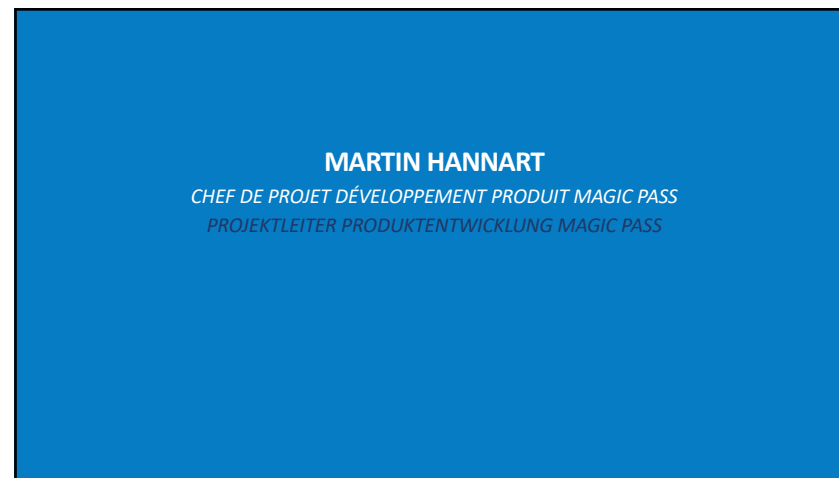 MARTIN HANNART
CHEF DE PROJET DÉVELOPPEMENT PRODUIT MAGIC PASS
PROJEKTLEITER PRODUKTENTWICKLUNG MAGIC PASS